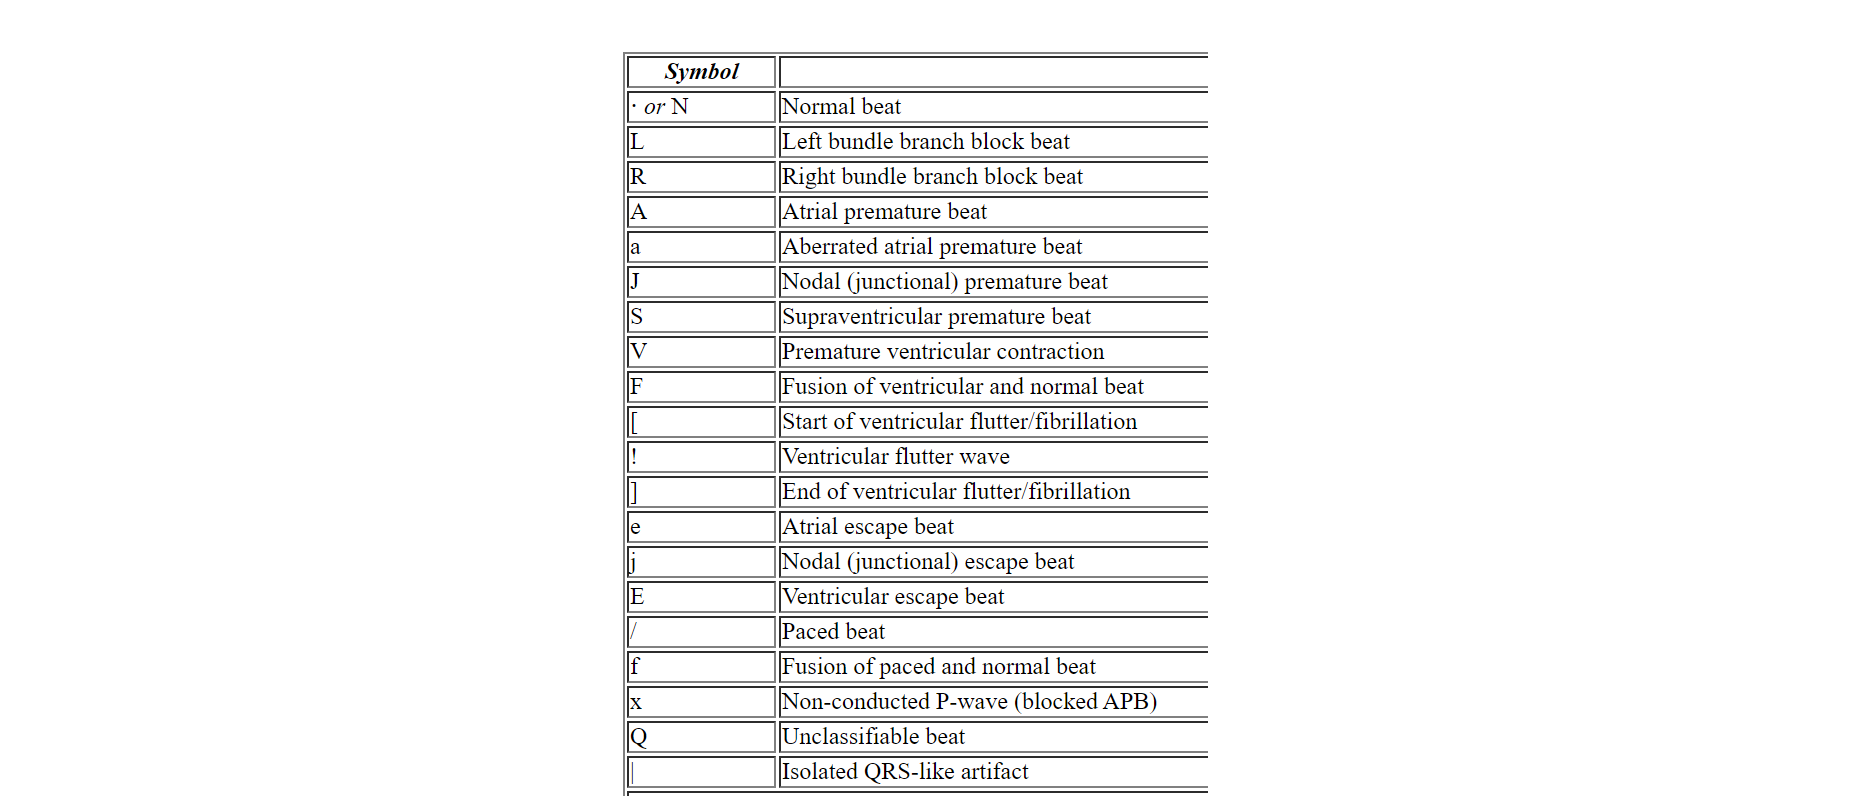 Symbol
· or N Normal beat
L Left bundle branch block beat
R Right bundle branch block beat
A Atrial premature beat
a Aberrated atrial premature beat
J Nodal (junctional) premature beat
S Supraventricular premature beat
V Premature ventricular contraction
F Fusion of ventricular and normal beat
[ Start of ventricular flutter/fibrillation
! Ventricular flutter wave
] End of ventricular flutter/fibrillation
e Atrial escape beat
j Nodal (junctional) escape beat
E Ventricular escape beat
/ Paced beat
f Fusion of paced and normal beat
x Non-conducted P-wave (blocked APB)
Q Unclassifiable beat
| Isolated QRS-like artifact